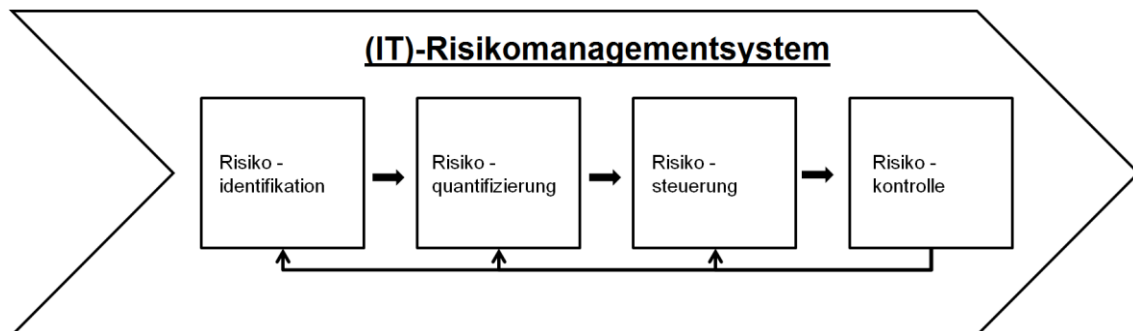 (IT)-Risikomanagementsystem
Risiko -
identifikation
Risiko -
quantifizierung
Risiko -
steuerung
Risiko -
kontrolle